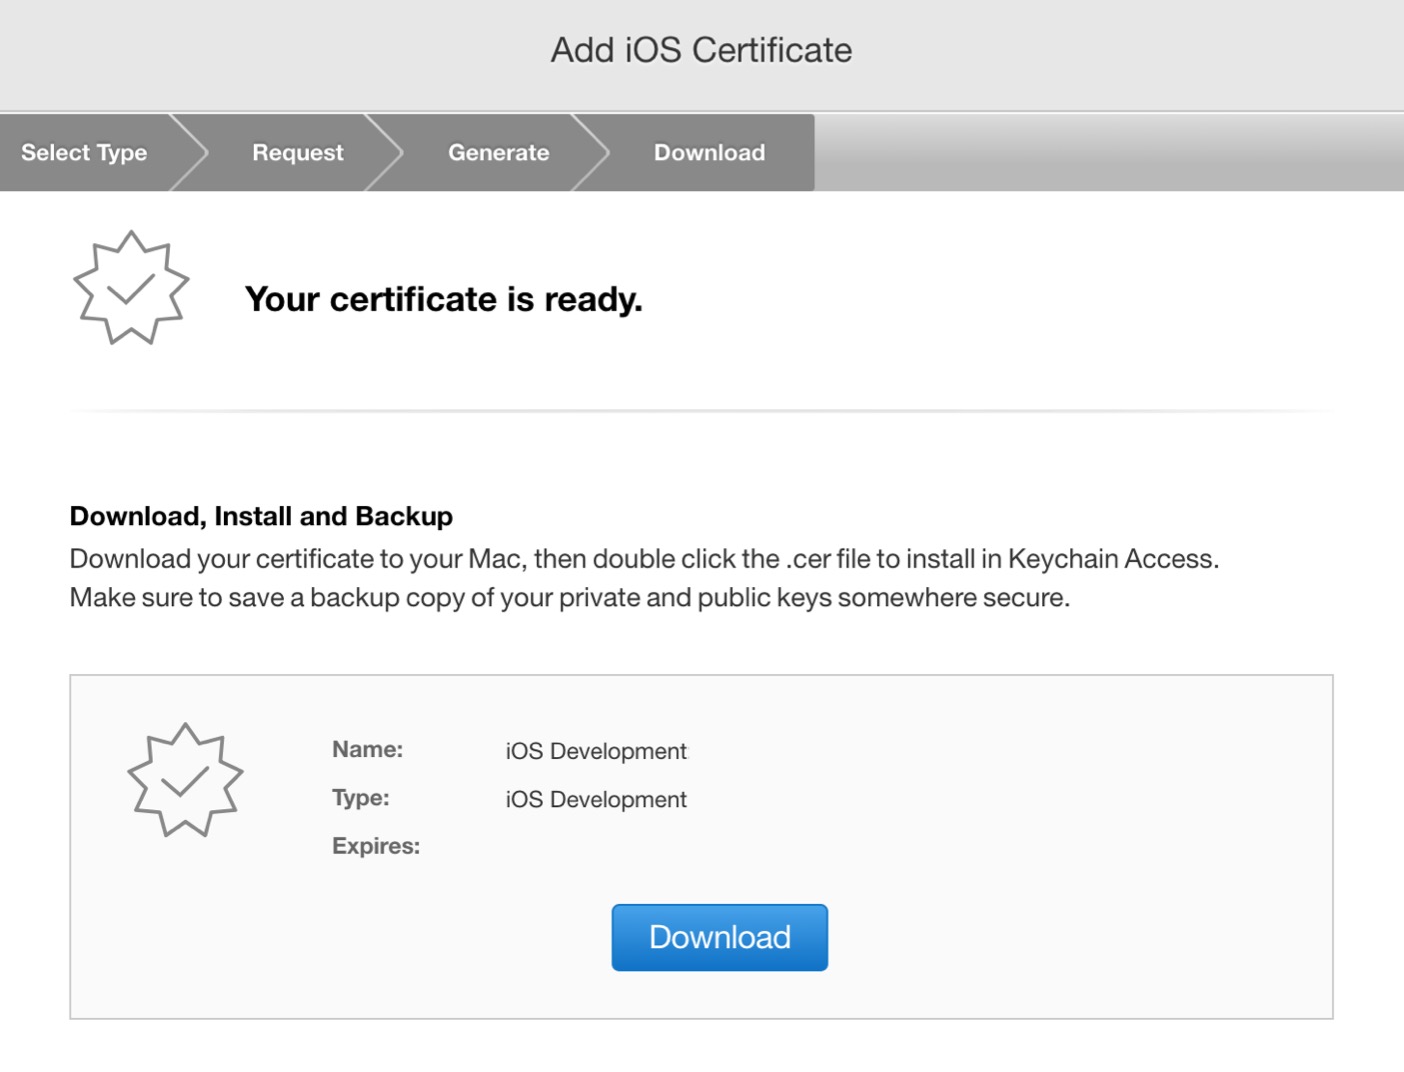 Add iOS Certificate
Select Type
Request
Generate
Download
Your certificate is ready.
Download, Install and Backup
Download your certificate to your Mac, then double click the .cer file to install in Keychain Access.
Make sure to save a backup copy of your private and public keys somewhere secure.
Name: iOS Development
Type: iOS Development
Expires:
Download